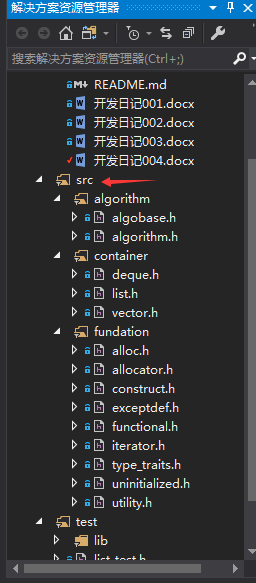 解决方案资源管理器
搜索解决方案资源管理器(Ctrl+;)
README.md
开发日记001.docx
开发日记002.docx
开发日记003.docx
开发日记004.docx
src
algorithm
algobase.h
algorithm.h
container
deque.h
list.h
vector.h
fundation
alloc.h
allocator.h
construct.h
exceptdef.h
functional.h
iterator.h
type_traits.h
uninitialized.h
utility.h
test
lib
list-test.h